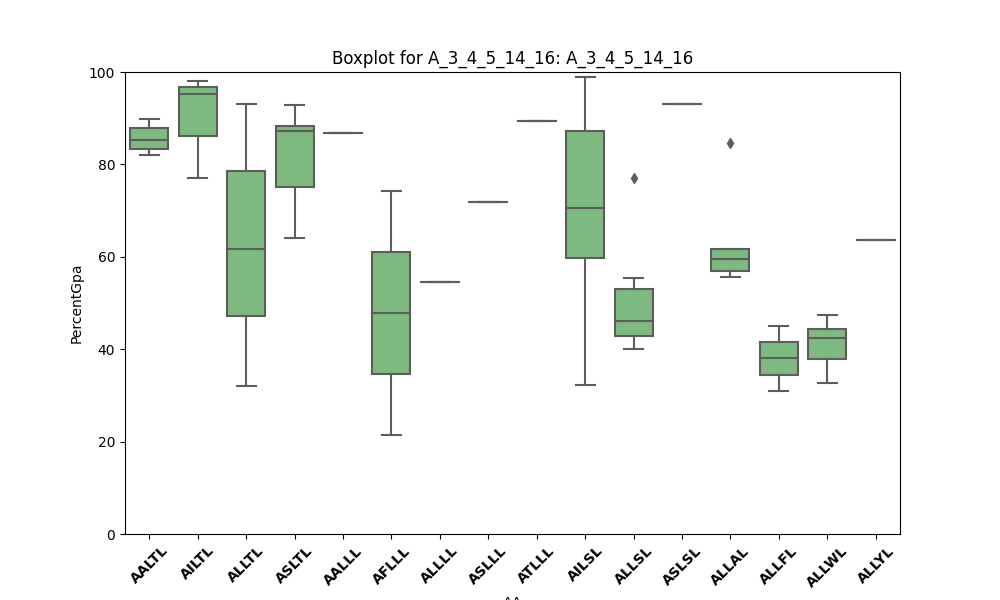 Boxplot for A_3_4_5_14_16: A_3_4_5_14_16
100
80
60
40
20
0
PercentGpa
AALTL
AILTL
ALLTL
ASLTL
AALLL
AFLLL
ALLLL
ASLLL
ATLLL
AILSL
ALLSL
ASLSL
ALLAL
ALLFL
ALLWL
ALLYL